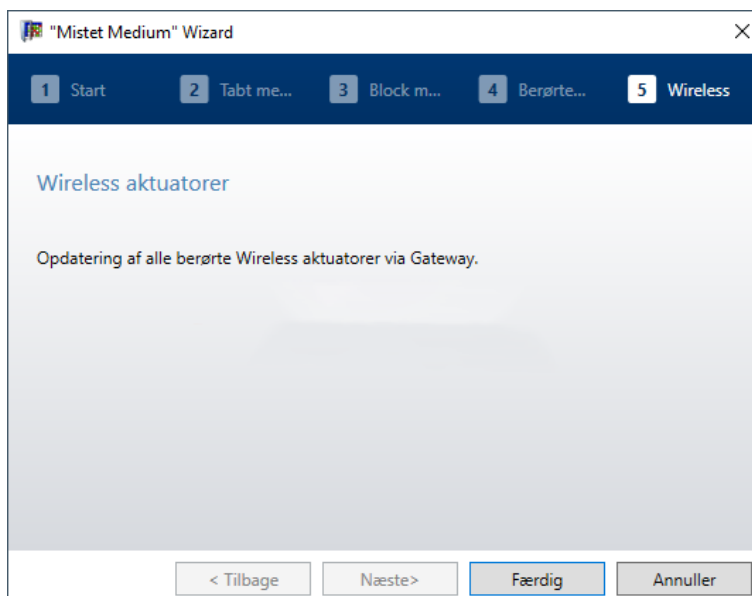 "Mistet Medium" Wizard
1 Start 2 Tabt me... 3 Block m... 4 Berørte... 5 Wireless
Wireless aktuatorer
Opdatering af alle berørte Wireless aktuatorer via Gateway.
< Tilbage Næste> Færdig Annuller